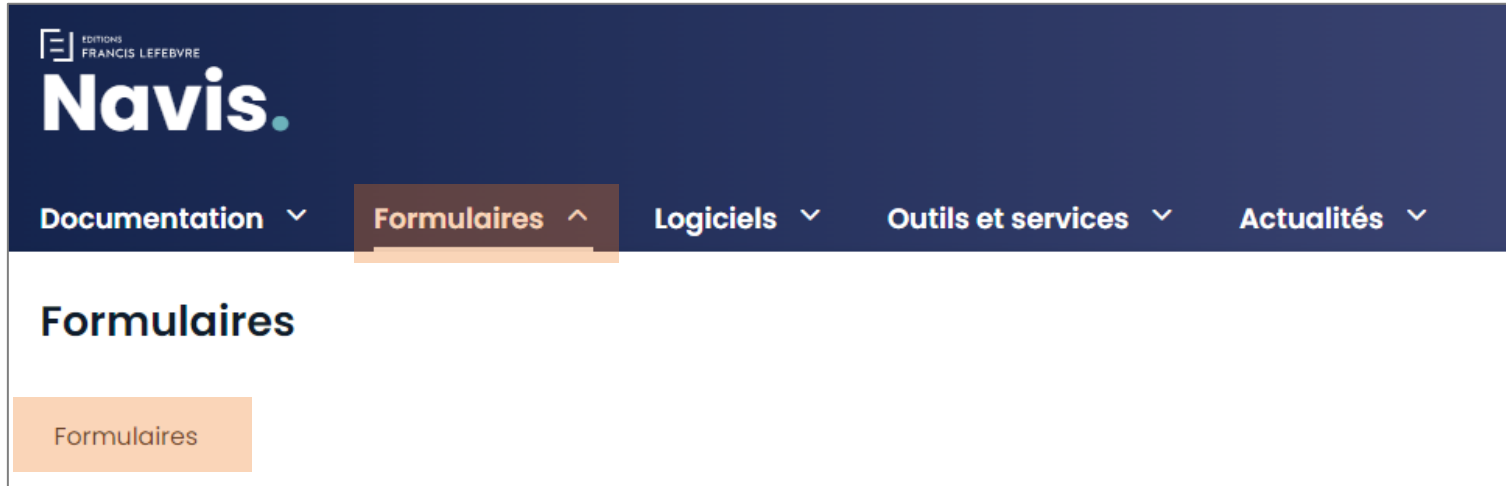 EDITIONS
FRANCIS LEFEBVRE
Navis.
Documentation Formulaires Logiciels Outils et services Actualités
Formulaires
Formulaires